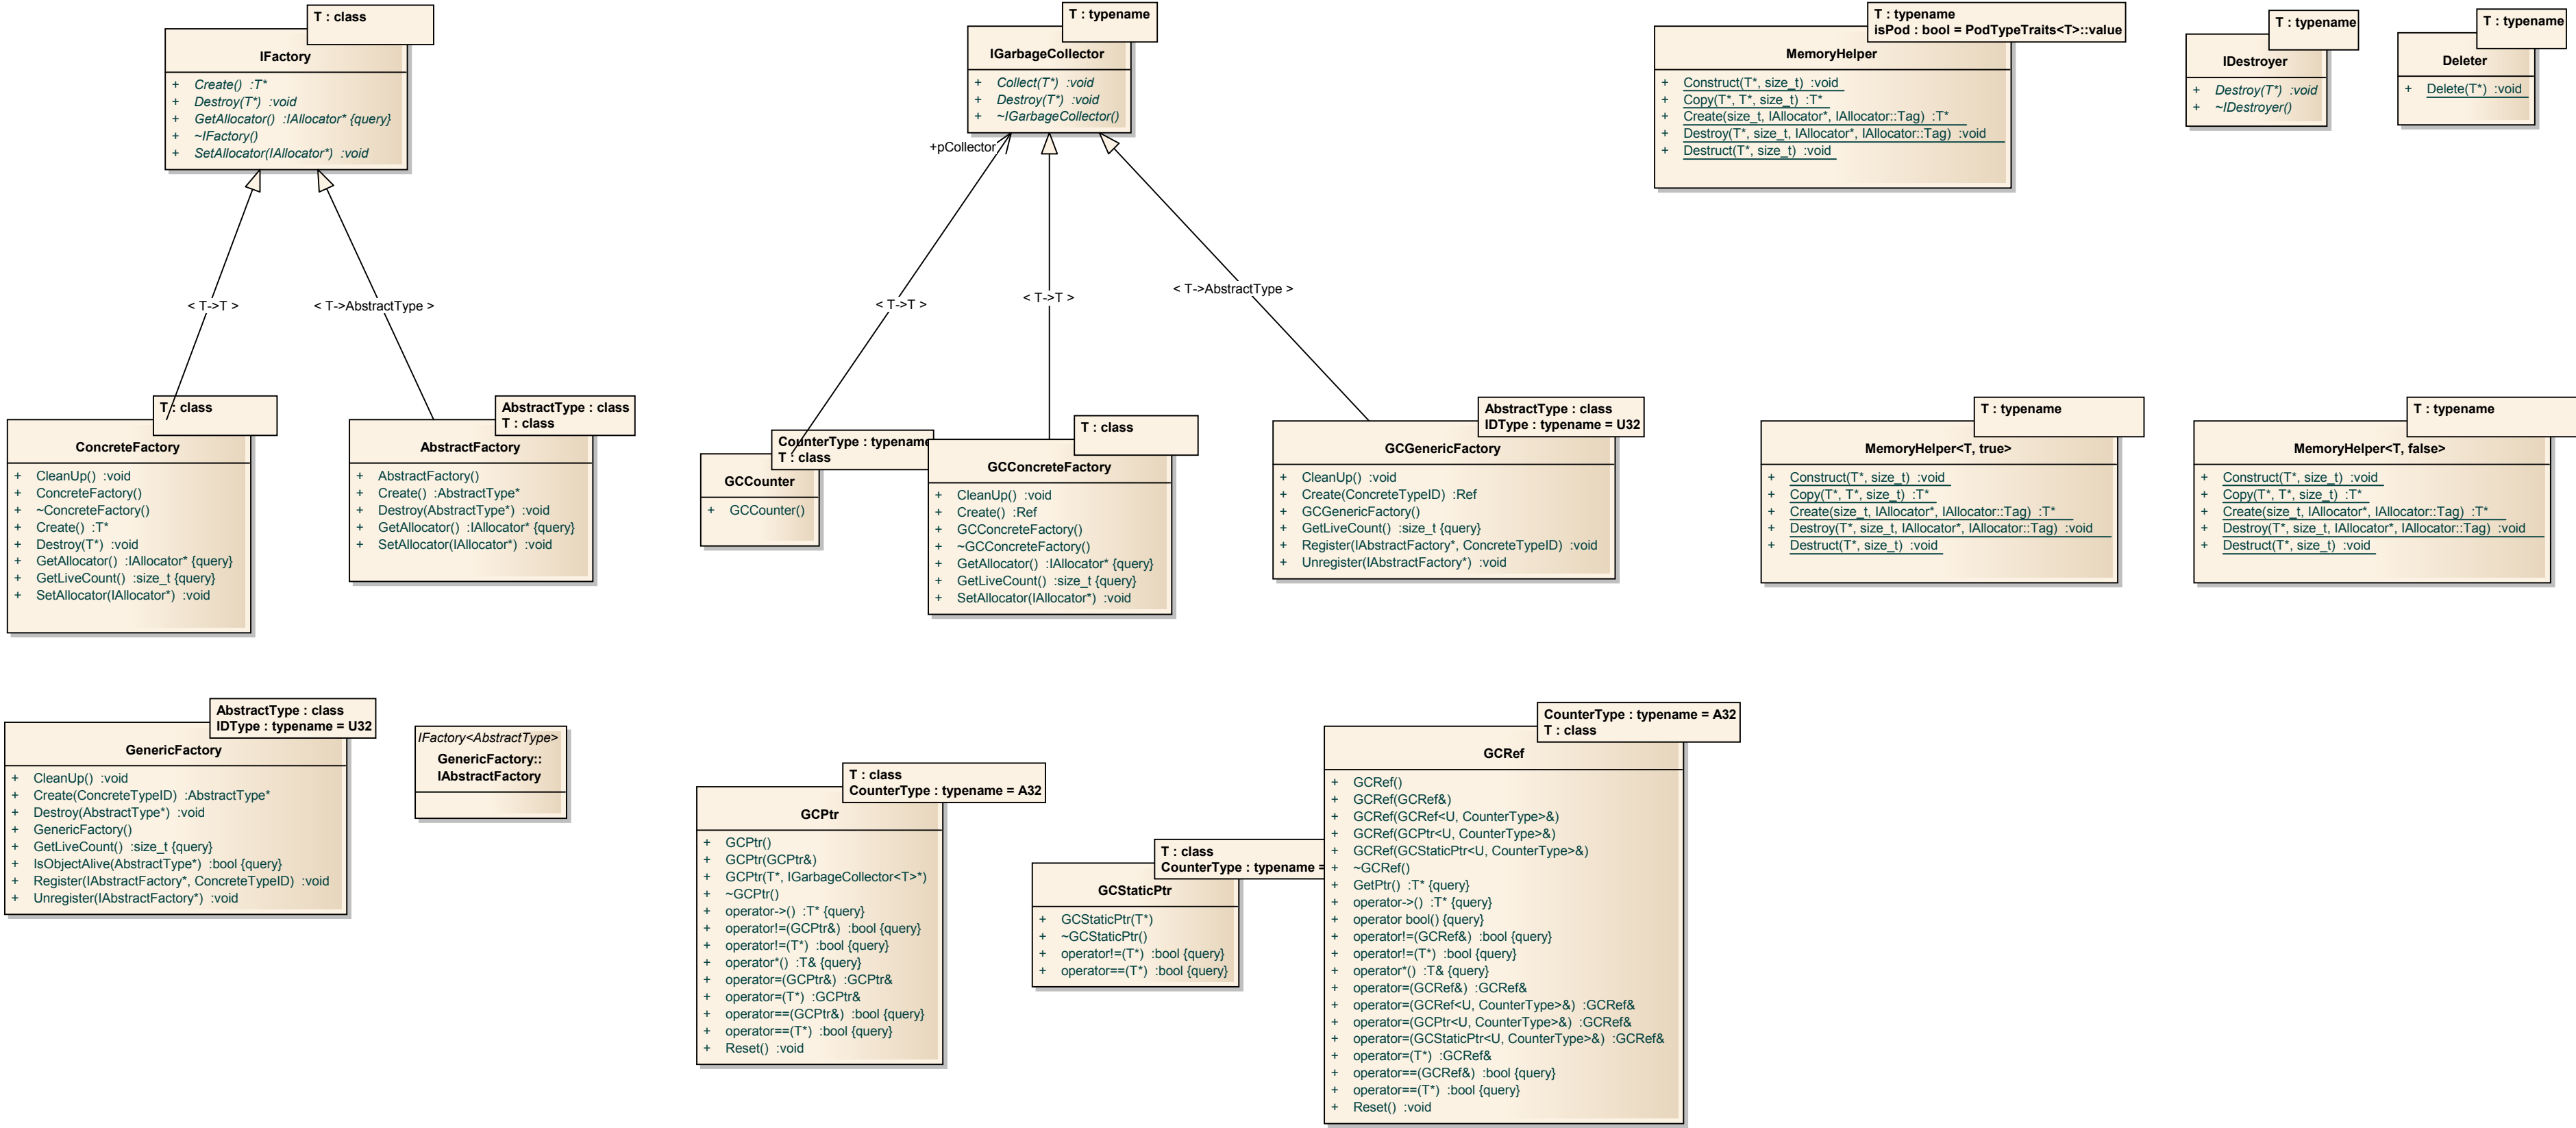 T : class
IFactory
+ Create() :T*
+ Destroy(T*) :void
+ GetAllocator() :IAllocator* {query}
+ ~IFactory()
+ SetAllocator(IAllocator*) :void
T : typename
IGarbageCollector
+ Collect(T*) :void
+ Destroy(T*) :void
+ ~IGarbageCollector()
+pCollector
T : typename
isPod : bool = PodTypeTraits<T>::value
MemoryHelper
+ Construct(T*, size_t) :void
+ Copy(T*, T*, size_t) :T*
+ Create(size_t, IAllocator*, IAllocator::Tag) :T*
+ Destroy(T*, size_t, IAllocator*, IAllocator::Tag) :void
+ Destruct(T*, size_t) :void
T : typename
IDestroyer
+ Destroy(T*) :void
+ ~IDestroyer()
T : typename
Deleter
+ Delete(T*) :void
< T->T >
< T->AbstractType >
< T->T >
< T->T >
< T->AbstractType >
T : class
ConcreteFactory
+ CleanUp() :void
+ ConcreteFactory()
+ ~ConcreteFactory()
+ Create() :T*
+ Destroy(T*) :void
+ GetAllocator() :IAllocator* {query}
+ GetLiveCount() :size_t {query}
+ SetAllocator(IAllocator*) :void
AbstractType : class
T : class
AbstractFactory
+ AbstractFactory()
+ Create() :AbstractType*
+ Destroy(AbstractType*) :void
+ GetAllocator() :IAllocator* {query}
+ SetAllocator(IAllocator*) :void
CounterType : typename
T : class
GCCounter
+ GCCounter()
T : class
GCConcreteFactory
+ CleanUp() :void
+ Create() :Ref
+ GCConcreteFactory()
+ ~GCConcreteFactory()
+ GetAllocator() :IAllocator* {query}
+ GetLiveCount() :size_t {query}
+ SetAllocator(IAllocator*) :void
AbstractType : class
IDType : typename = U32
GCGenericFactory
+ CleanUp() :void
+ Create(ConcreteTypeID) :Ref
+ GCGenericFactory()
+ GetLiveCount() :size_t {query}
+ Register(IAbstractFactory*, ConcreteTypeID) :void
+ Unregister(IAbstractFactory*) :void
T : typename
MemoryHelper<T, true>
+ Construct(T*, size_t) :void
+ Copy(T*, T*, size_t) :T*
+ Create(size_t, IAllocator*, IAllocator::Tag) :T*
+ Destroy(T*, size_t, IAllocator*, IAllocator::Tag) :void
+ Destruct(T*, size_t) :void
T : typename
MemoryHelper<T, false>
+ Construct(T*, size_t) :void
+ Copy(T*, T*, size_t) :T*
+ Create(size_t, IAllocator*, IAllocator::Tag) :T*
+ Destroy(T*, size_t, IAllocator*, IAllocator::Tag) :void
+ Destruct(T*, size_t) :void
AbstractType : class
IDType : typename = U32
GenericFactory
+ CleanUp() :void
+ Create(ConcreteTypeID) :AbstractType*
+ Destroy(AbstractType*) :void
+ GenericFactory()
+ GetLiveCount() :size_t {query}
+ IsObjectAlive(AbstractType*) :bool {query}
+ Register(IAbstractFactory*, ConcreteTypeID) :void
+ Unregister(IAbstractFactory*) :void
IFactory<AbstractType>
GenericFactory::
IAbstractFactory
T : class
CounterType : typename = A32
GCPtr
+ GCPtr()
+ GCPtr(GCPtr&)
+ GCPtr(T*, IGarbageCollector<T>*)
+ ~GCPtr()
+ operator->() :T* {query}
+ operator!=(GCPtr&) :bool {query}
+ operator!=(T*) :bool {query}
+ operator*() :T& {query}
+ operator=(GCPtr&) :GCPtr&
+ operator=(T*) :GCPtr&
+ operator==(GCPtr&) :bool {query}
+ operator==(T*) :bool {query}
+ Reset() :void
T : class
CounterType : typename =
GCStaticPtr
+ GCStaticPtr(T*)
+ ~GCStaticPtr()
+ operator!=(T*) :bool {query}
+ operator==(T*) :bool {query}
CounterType : typename = A32
T : class
GCRef
+ GCRef()
+ GCRef(GCRef&)
+ GCRef(GCRef<U, CounterType>&)
+ GCRef(GCPtr<U, CounterType>&)
+ GCRef(GCStaticPtr<U, CounterType>&)
+ ~GCRef()
+ GetPtr() :T* {query}
+ operator->() :T* {query}
+ operator bool() {query}
+ operator!=(GCRef&) :bool {query}
+ operator!=(T*) :bool {query}
+ operator*() :T& {query}
+ operator=(GCRef&) :GCRef&
+ operator=(GCRef<U, CounterType>&) :GCRef&
+ operator=(GCPtr<U, CounterType>&) :GCRef&
+ operator=(GCStaticPtr<U, CounterType>&) :GCRef&
+ operator=(T*) :GCRef&
+ operator==(GCRef&) :bool {query}
+ operator==(T*) :bool {query}
+ Reset() :void